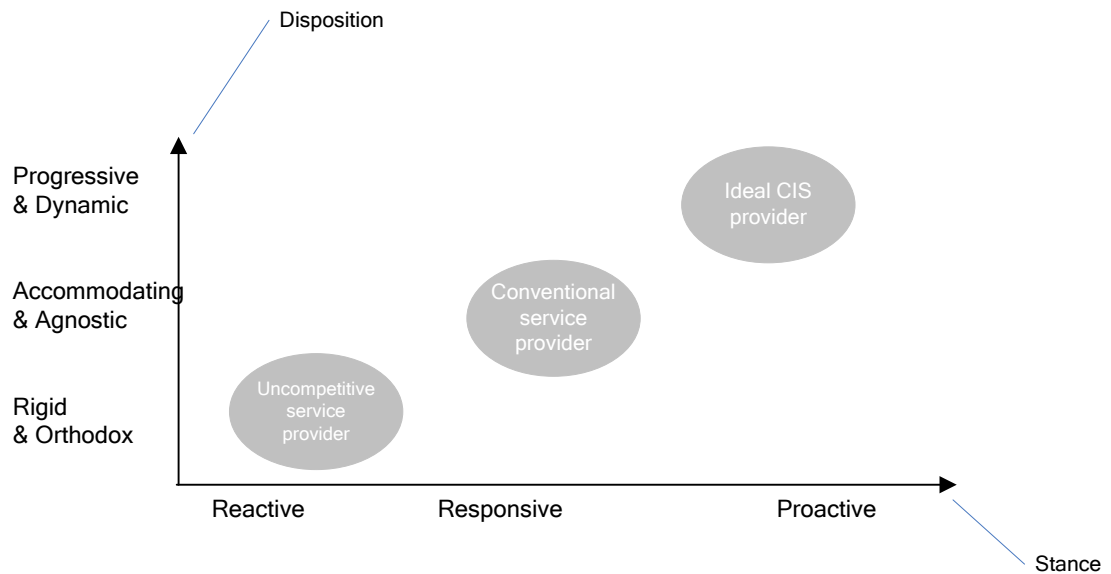 Disposition
Progressive
& Dynamic
Ideal CIS
provider
Accommodating
& Agnostic
Conventional
service
provider
Rigid
& Orthodox
Uncompetitive
service
provider
Reactive
Responsive
Proactive
Stance